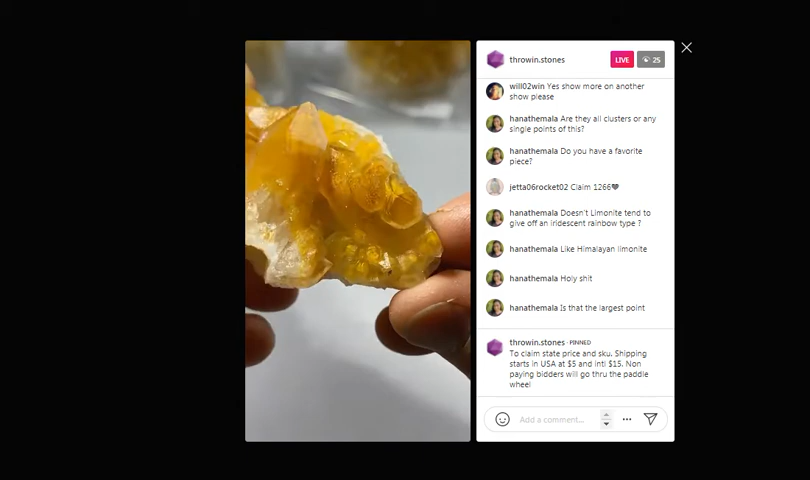 throwin.stones LIVE 25
will02win Yes show more on another
show please
hanathemala Are they all clusters or any
single points of this?
hanathemala Do you have a favorite
piece?
jetta06rocket02 Claim 1266🖤
hanathemala Doesn't Limonite tend to
give off an iridescent rainbow type ?
hanathemala Like Himalayan limonite
hanathemala Holy shit
hanathemala Is that the largest point
throwin.stones · PINNED
To claim state price and sku. Shipping
starts in USA at $5 and intl $15. Non
paying bidders will go thru the paddle
wheel
Add a comment...